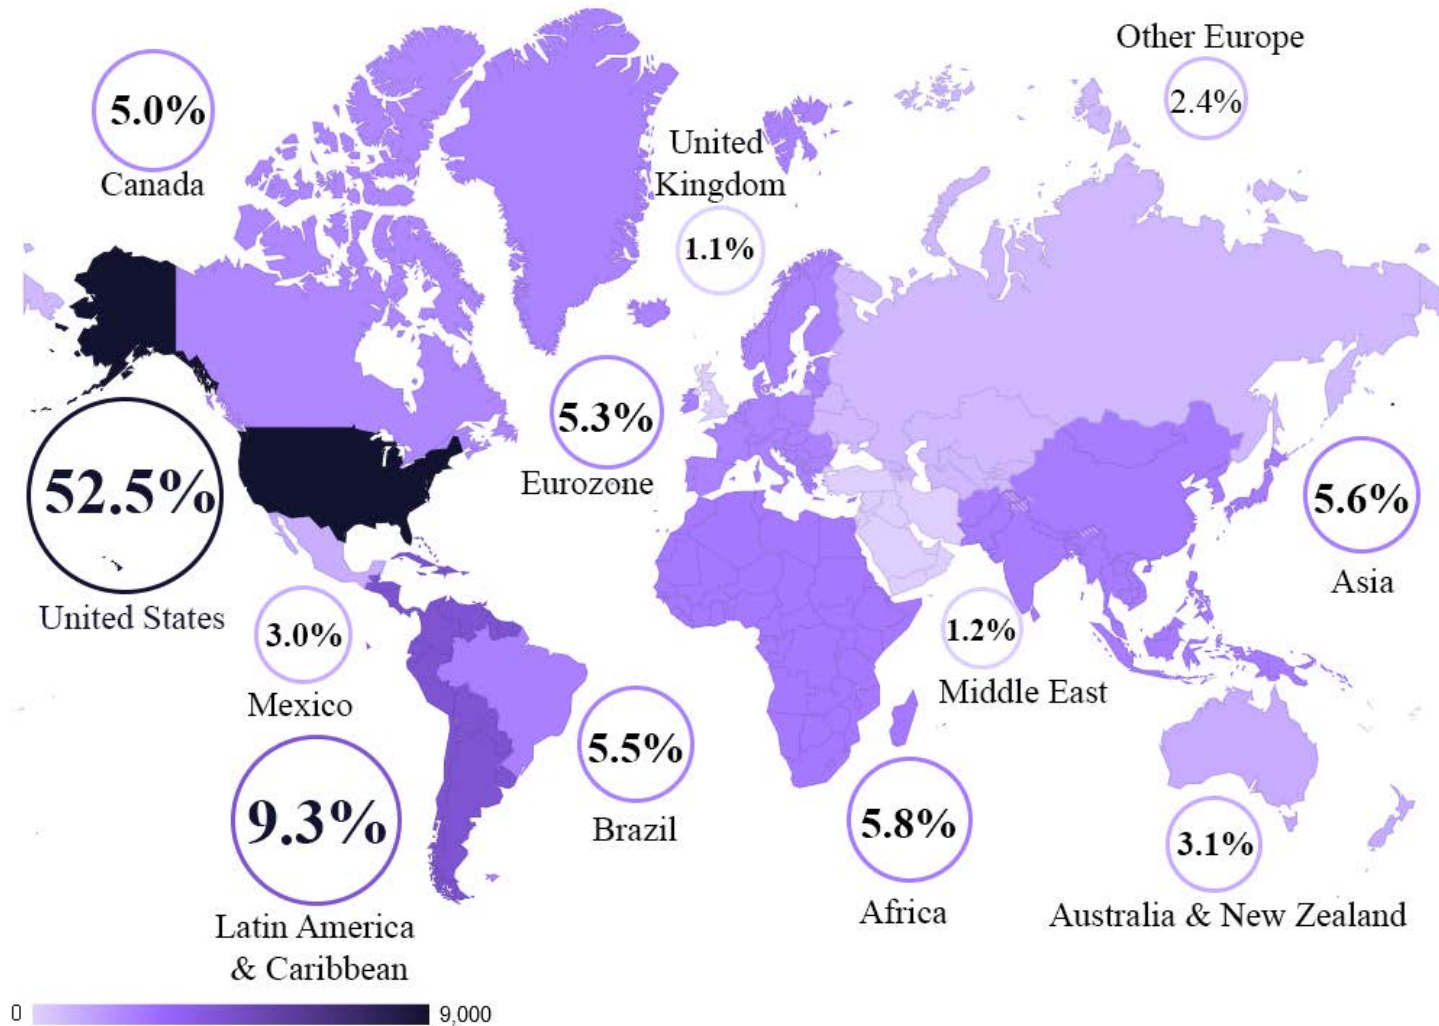 Other Europe
2.4%
5.0%
Canada
United
Kingdom
1.1%
52.5%
United States
5.3%
Eurozone
5.6%
Asia
3.0%
Mexico
1.2%
Middle East
9.3%
Latin America
& Caribbean
5.5%
Brazil
5.8%
Africa
3.1%
Australia & New Zealand
0
9,000